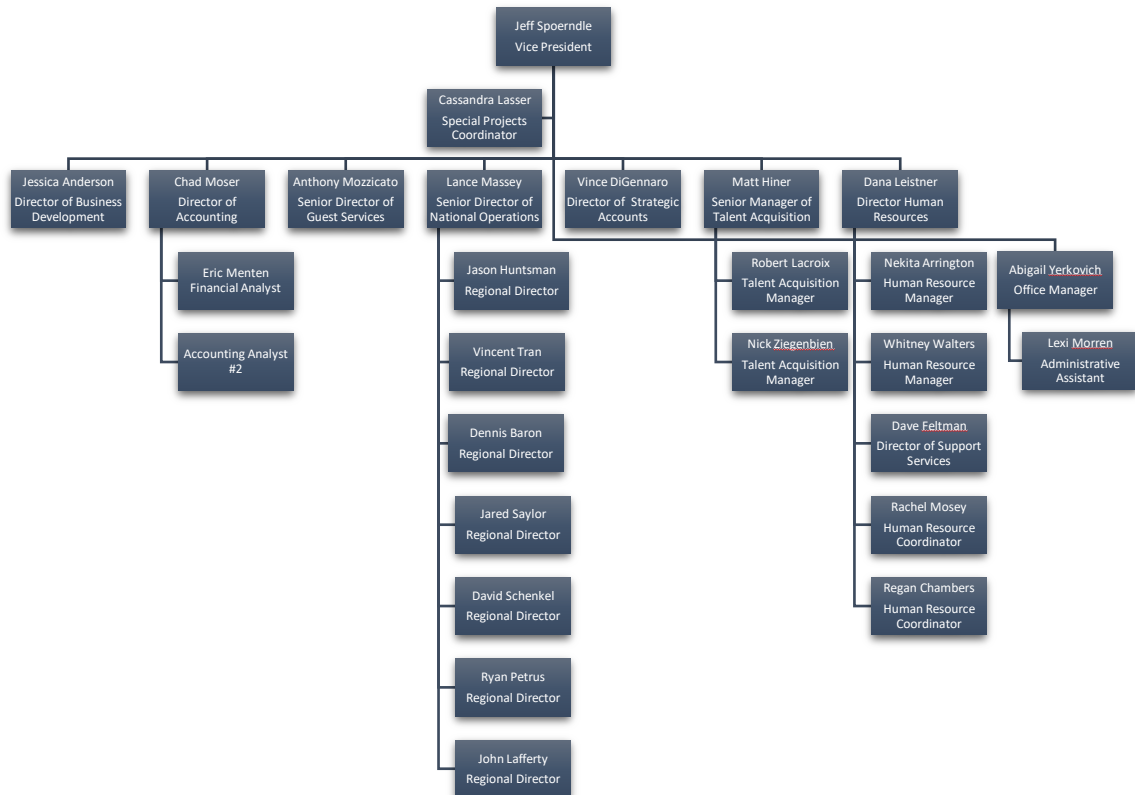 Jeff Spoerndle
Vice President
Cassandra Lasser
Special Projects
Coordinator
Jessica Anderson
Director of Business
Development
Chad Moser
Director of
Accounting
Anthony Mozzicato
Senior Director of
Guest Services
Lance Massey
Senior Director of
National Operations
Vince DiGennaro
Director of Strategic
Accounts
Matt Hiner
Senior Manager of
Talent Acquisition
Dana Leistner
Director Human
Resources
Eric Menten
Financial Analyst
Accounting Analyst
#2
Jason Huntsman
Regional Director
Vincent Tran
Regional Director
Dennis Baron
Regional Director
Jared Saylor
Regional Director
David Schenkel
Regional Director
Ryan Petrus
Regional Director
John Lafferty
Regional Director
Robert Lacroix
Talent Acquisition
Manager
Nick Ziegenbien
Talent Acquisition
Manager
Nekita Arrington
Human Resource
Manager
Whitney Walters
Human Resource
Manager
Dave Feltman
Director of Support
Services
Rachel Mosey
Human Resource
Coordinator
Regan Chambers
Human Resource
Coordinator
Abigail Yerkovich
Office Manager
Lexi Morren
Administrative
Assistant